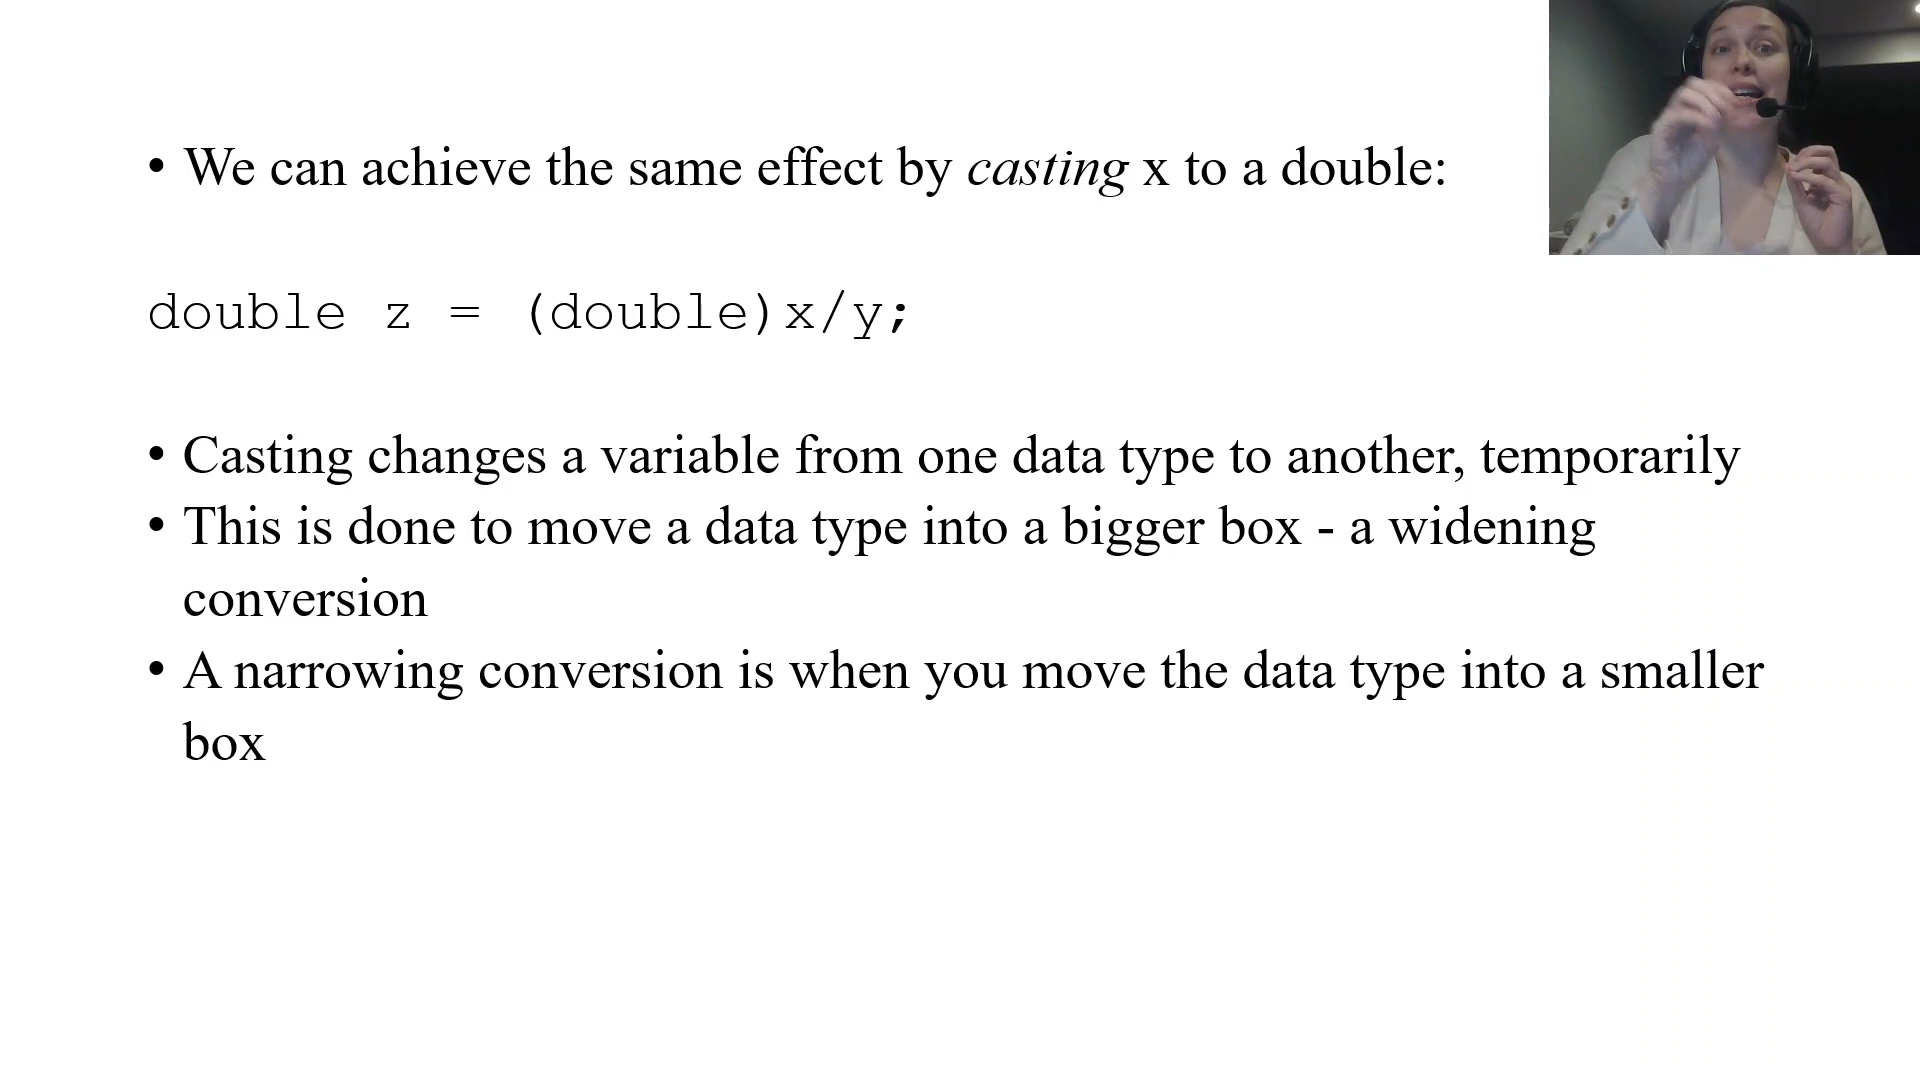 • We can achieve the same effect by casting x to a double:
double z = (double)x/y;
• Casting changes a variable from one data type to another, temporarily
• This is done to move a data type into a bigger box - a widening
conversion
• A narrowing conversion is when you move the data type into a smaller
box